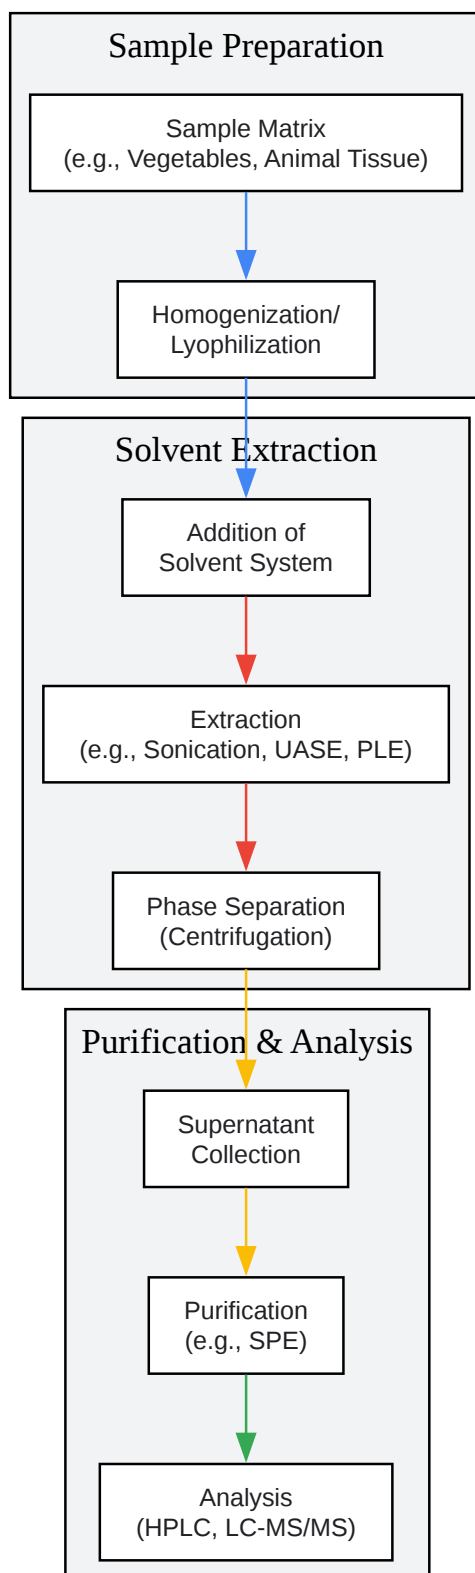 Sample Preparation
Sample Matrix
(e.g., Vegetables, Animal Tissue)
Homogenization/
Lyophilization
Solvent Extraction
Addition of
Solvent System
Extraction
(e.g., Sonication, UASE, PLE)
Phase Separation
(Centrifugation)
Purification & Analysis
Supernatant
Collection
Purification
(e.g., SPE)
Analysis
(HPLC, LC-MS/MS)